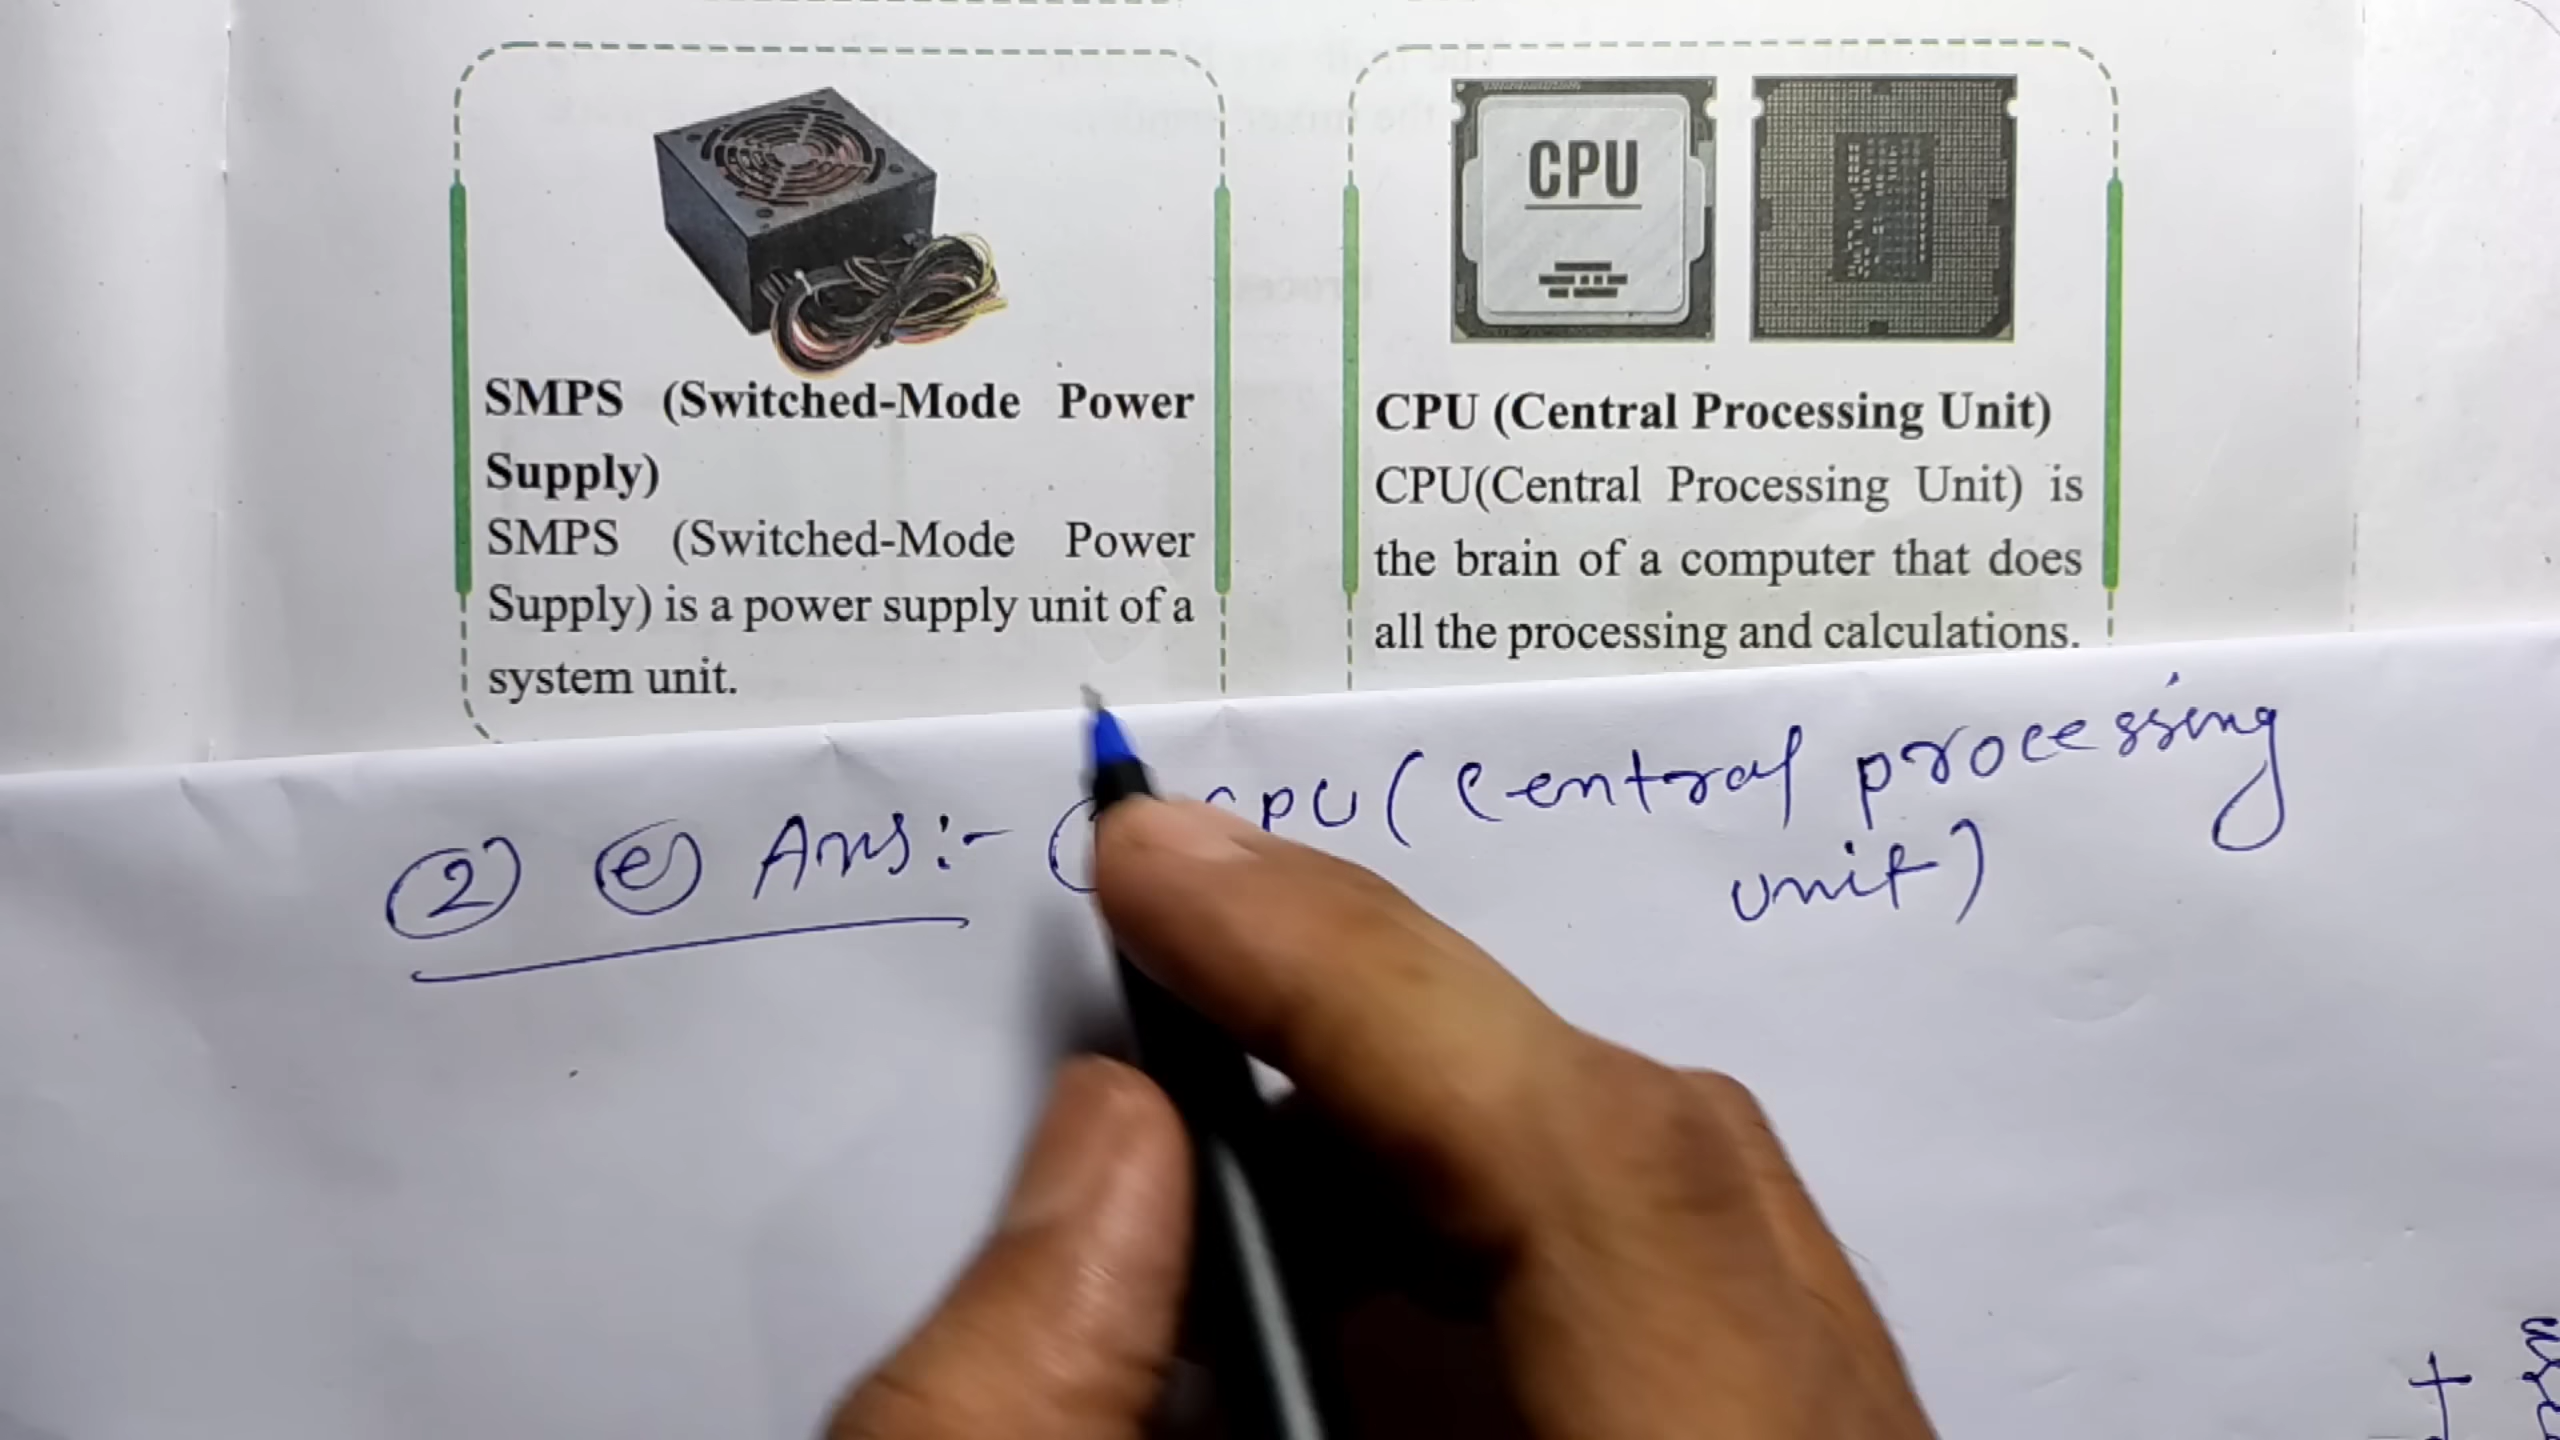 CPU
SMPS (Switched-Mode Power
Supply)
SMPS (Switched-Mode Power
Supply) is a power supply unit of a
system unit.
CPU (Central Processing Unit)
CPU(Central Processing Unit) is
the brain of a computer that does
all the processing and calculations.
2 e Ans:- CPU (Central processing
unit)